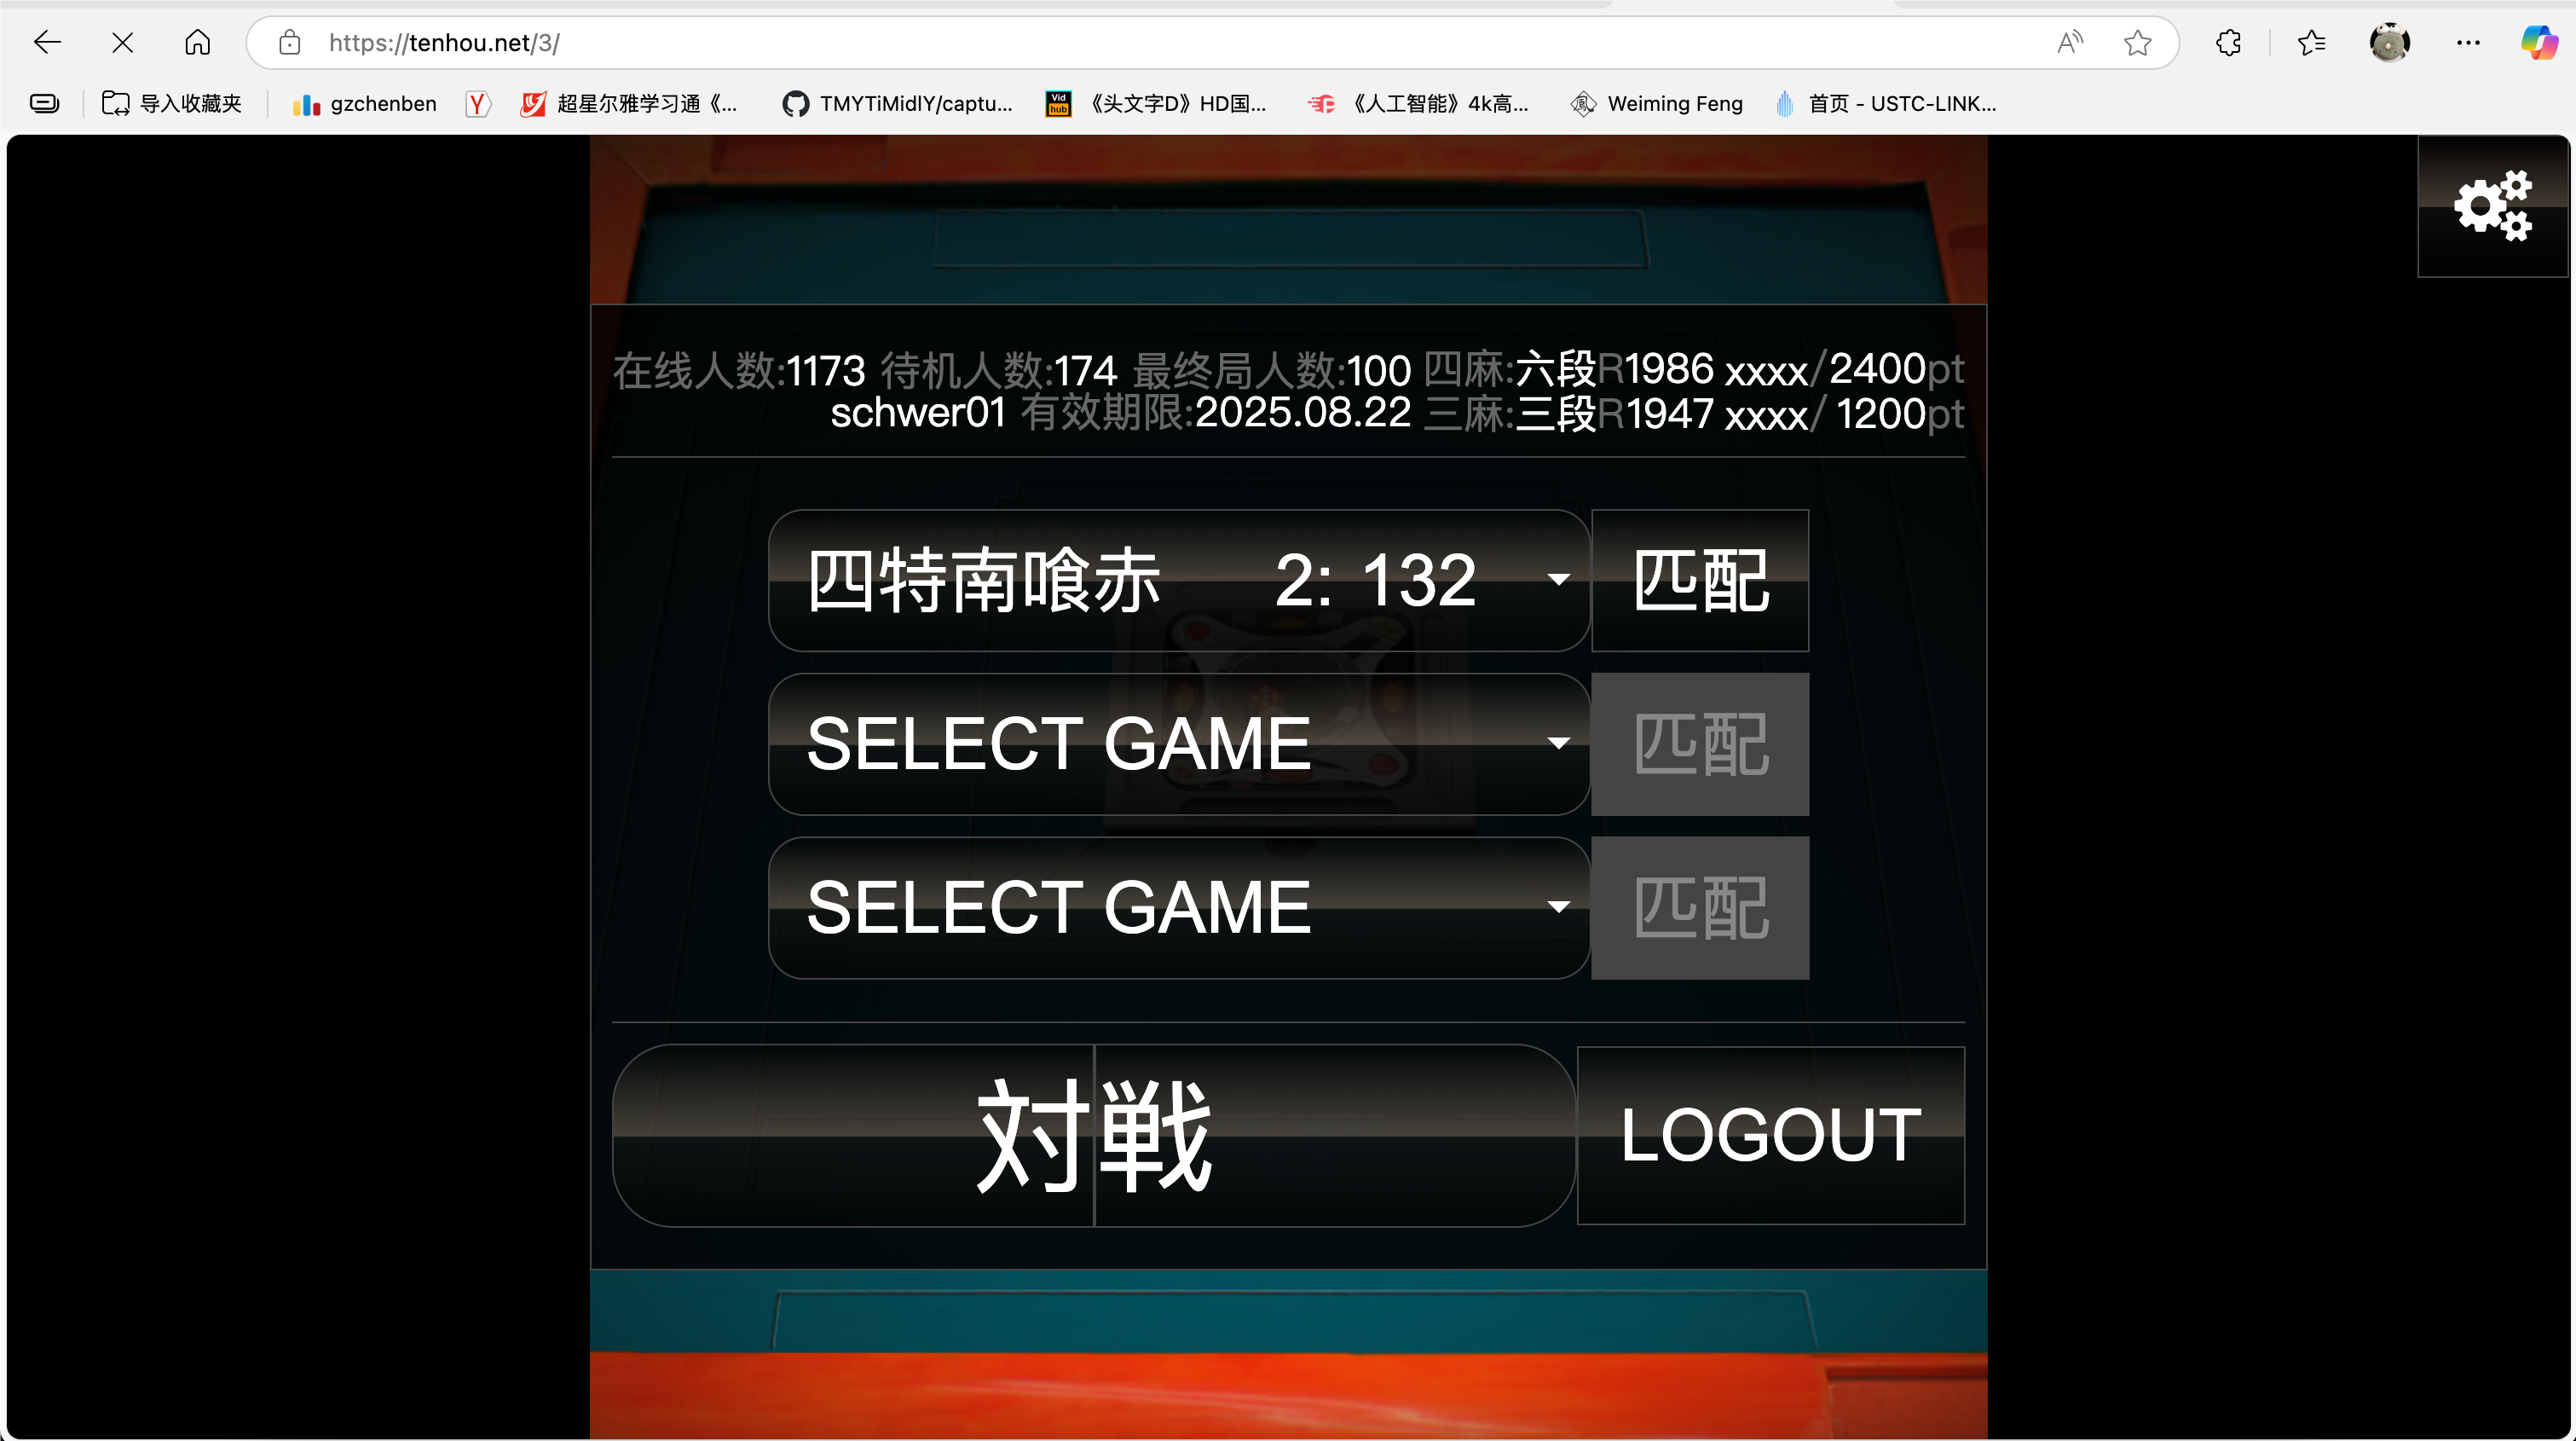 https://tenhou.net/3/
导入收藏夹 gzchenben Y 超星尔雅学习通《... TMYTiMidlY/captu... Vid hub 《头文字D》HD国... 《人工智能》4k高... Weiming Feng 首页 - USTC-LINK...
在线人数:1173 待机人数:174 最终局人数:100 四麻:六段R1986 xxxx/2400pt
schwer01 有效期限:2025.08.22 三麻:三段R1947 xxxx/ 1200pt
四特南喰赤 2: 132 匹配
SELECT GAME 匹配
SELECT GAME 匹配
対戦 LOGOUT